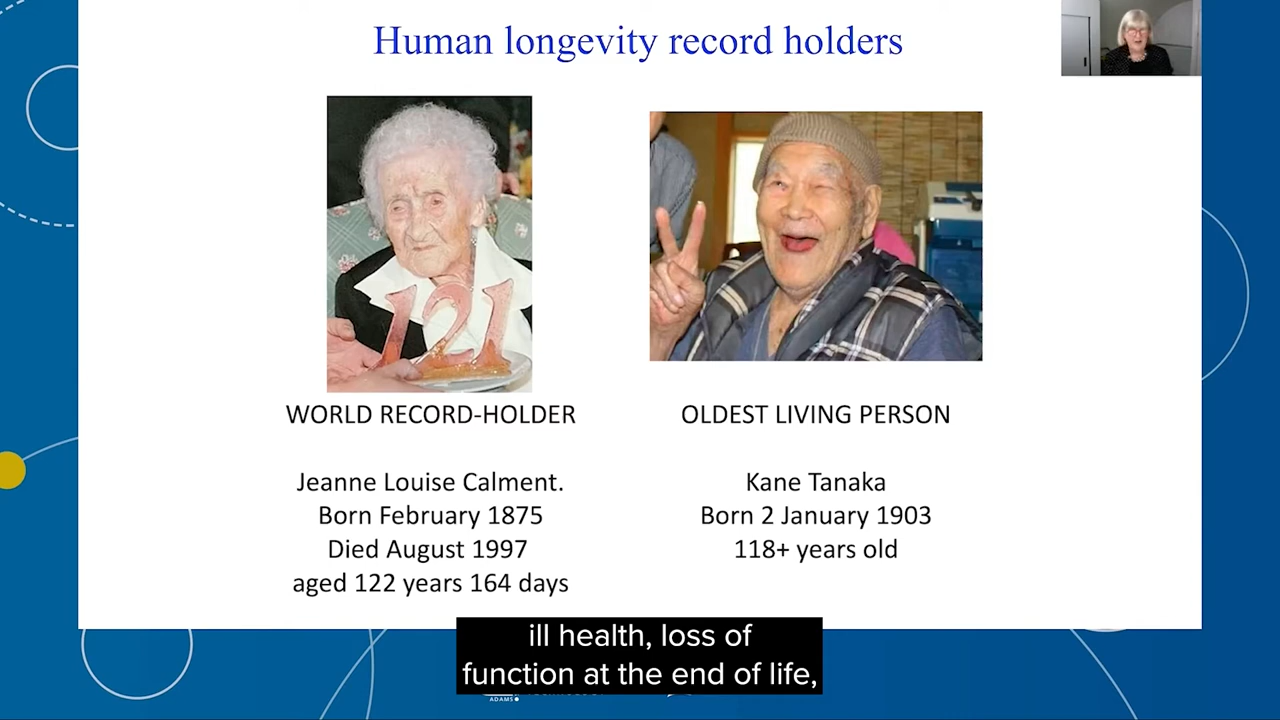 Human longevity record holders
121
WORLD RECORD-HOLDER
OLDEST LIVING PERSON
Jeanne Louise Calment.
Born February 1875
Died August 1997
aged 122 years 164 days
Kane Tanaka
Born 2 January 1903
118+ years old
ill health, loss of
function at the end of life,
ADAMS